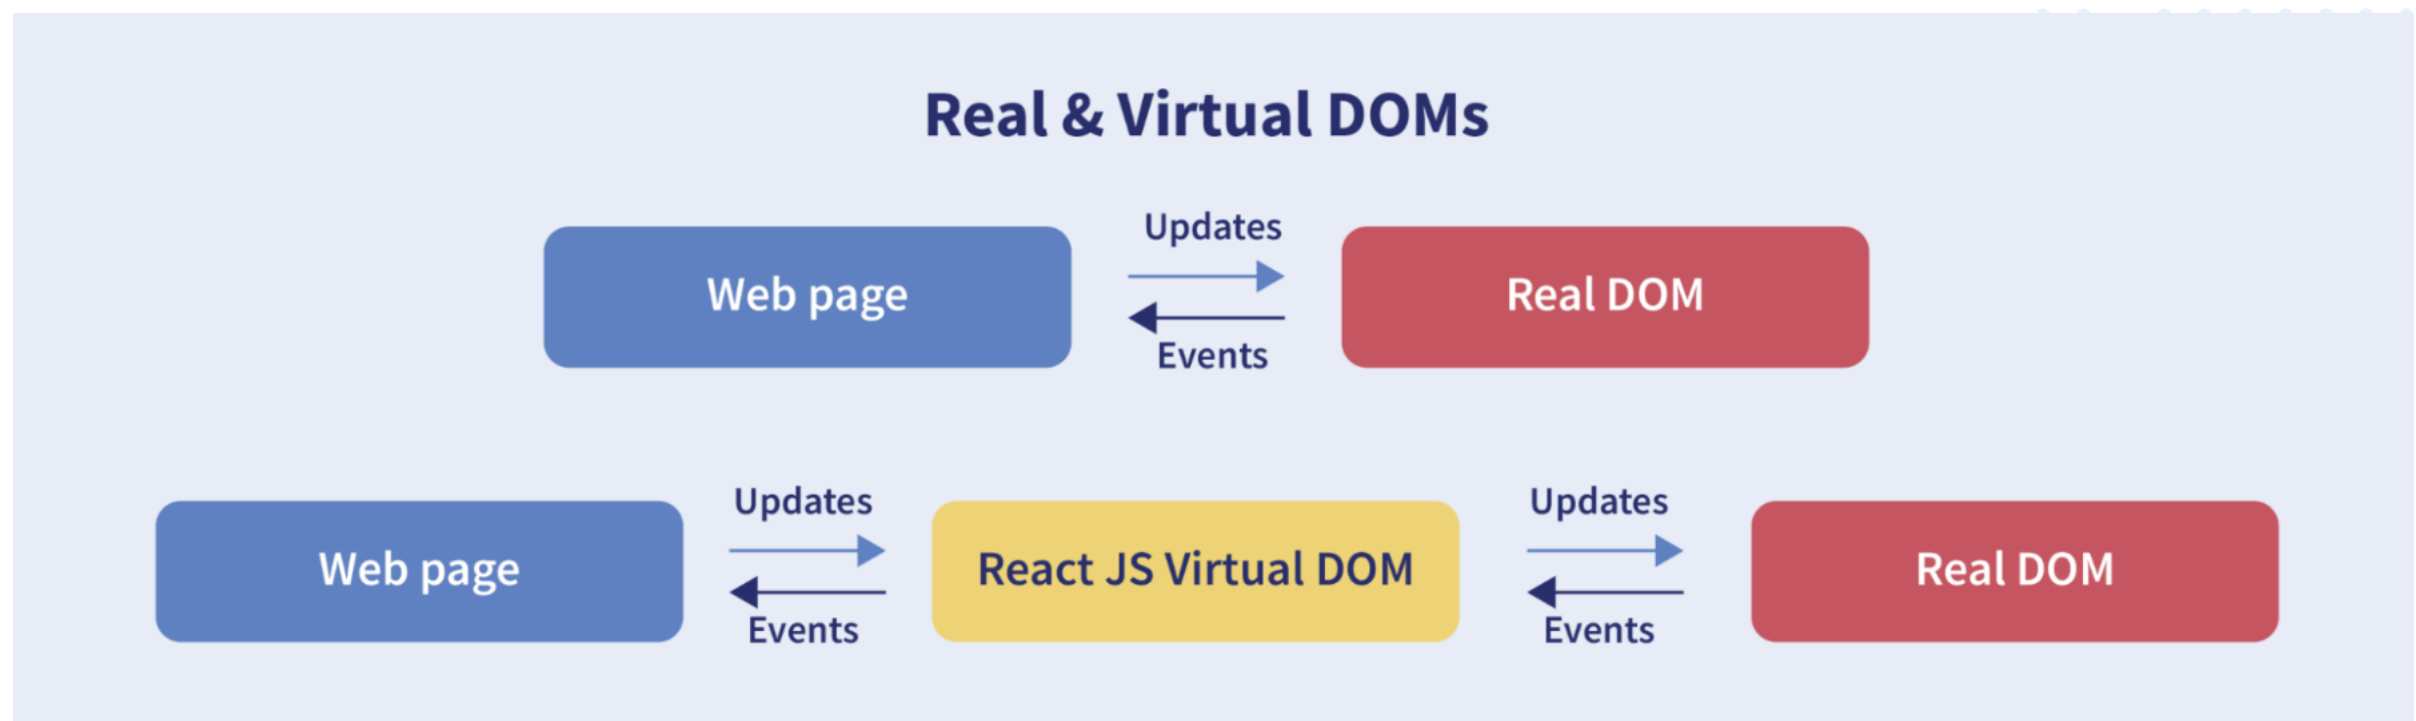 Real & Virtual DOMs
Updates
Web page
Real DOM
Events
Updates
Updates
Web page
React JS Virtual DOM
Real DOM
Events
Events